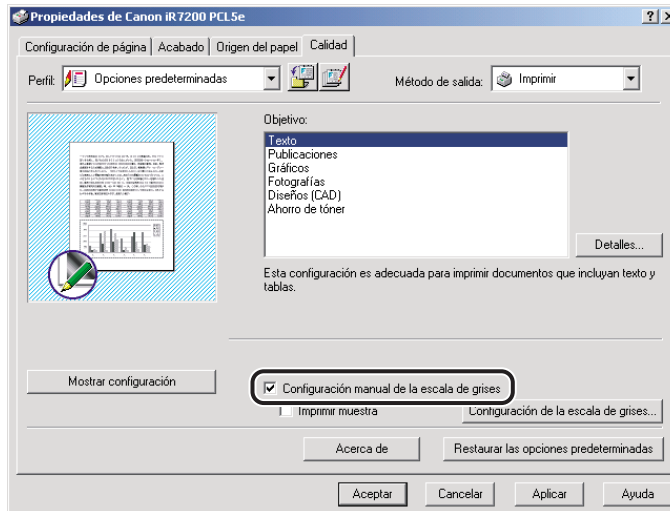 Propiedades de Canon iR7200 PCL5e
Configuración de página Acabado Origen del papel Calidad
Perfil: Opciones predeterminadas Método de salida: Imprimir
Objetivo:
Texto
Publicaciones
Gráficos
Fotografías
Diseños (CAD)
Ahorro de tóner
Detalles...
Esta configuración es adecuada para imprimir documentos que incluyan texto y
tablas.
Mostrar configuración
Configuración manual de la escala de grises
Imprimir muestra Configuración de la escala de grises...
Acerca de Restaurar las opciones predeterminadas
Aceptar Cancelar Aplicar Ayuda